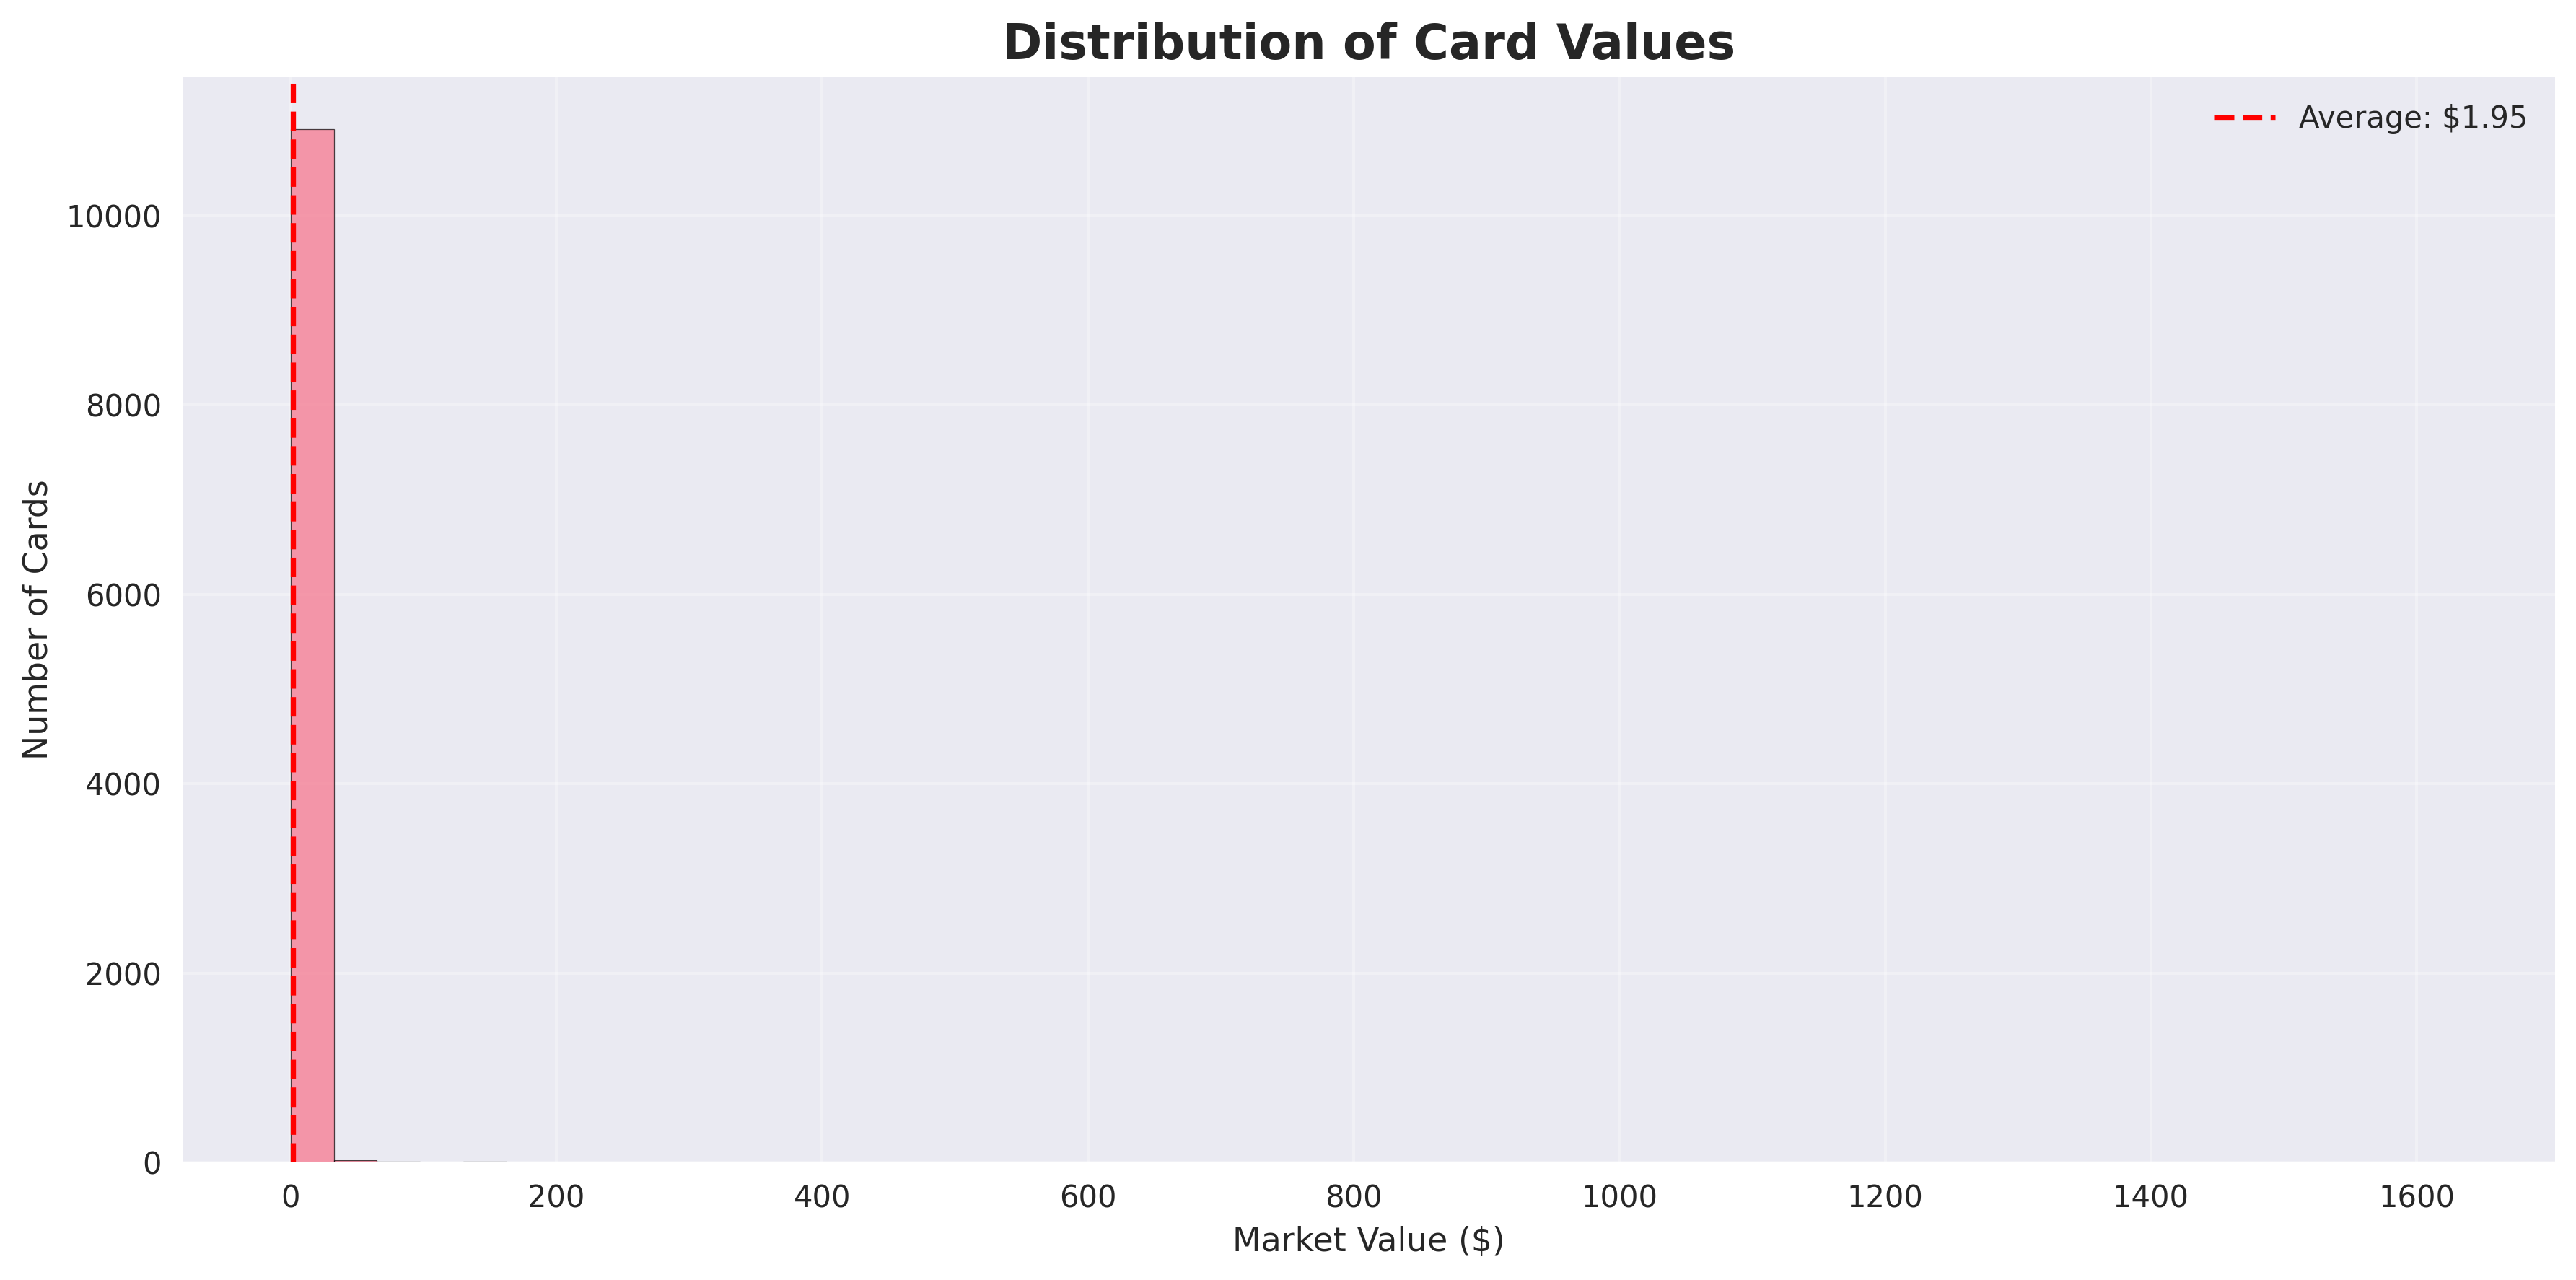 Distribution of Card Values
Average: $1.95
Number of Cards
10000
8000
6000
4000
2000
0
0 200 400 600 800 1000 1200 1400 1600
Market Value ($)